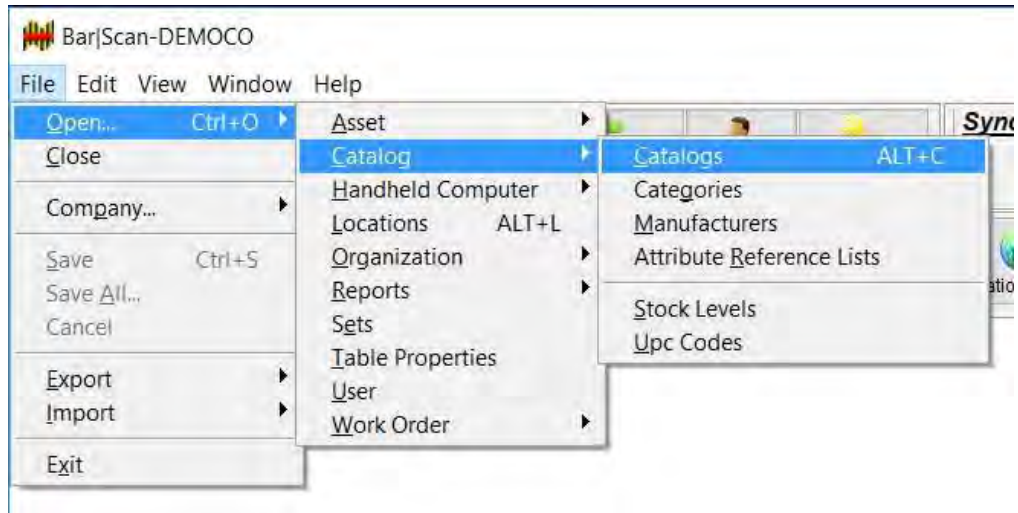 Bar|Scan-DEMOCO
File Edit View Window Help
Open... Ctrl+O
Close
Company...
Save Ctrl+S
Save All...
Cancel
Export
Import
Exit
Asset
Catalog
Handheld Computer
Locations ALT+L
Organization
Reports
Sets
Table Properties
User
Work Order
Catalogs ALT+C
Categories
Manufacturers
Attribute Reference Lists
Stock Levels
Upc Codes